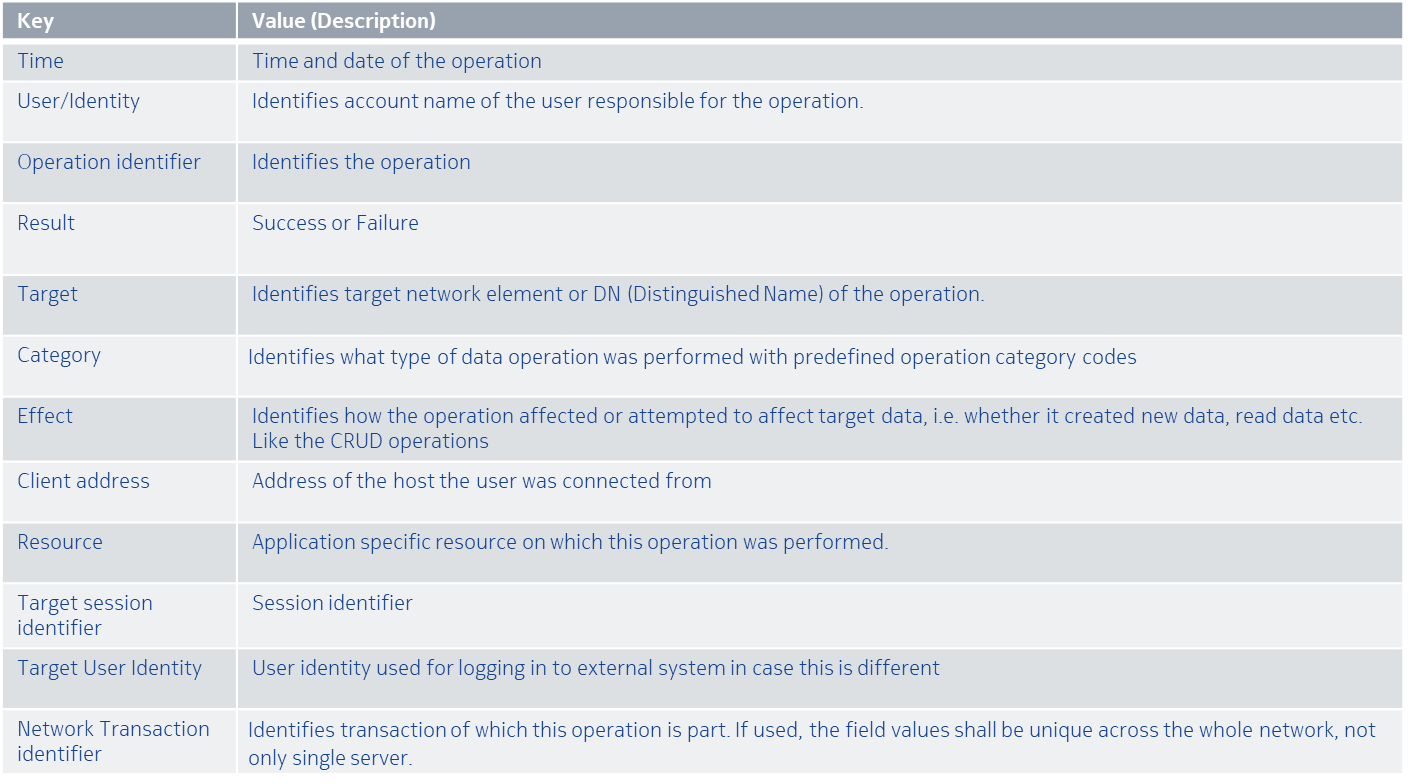 Key Value (Description)
Time Time and date of the operation
User/Identity Identifies account name of the user responsible for the operation.
Operation identifier Identifies the operation
Result Success or Failure
Target Identifies target network element or DN (Distinguished Name) of the operation.
Category Identifies what type of data operation was performed with predefined operation category codes
Effect Identifies how the operation affected or attempted to affect target data, i.e. whether it created new data, read data etc.
Like the CRUD operations
Client address Address of the host the user was connected from
Resource Application specific resource on which this operation was performed.
Target session Session identifier
identifier
Target User Identity User identity used for logging in to external system in case this is different
Network Transaction Identifies transaction of which this operation is part. If used, the field values shall be unique across the whole network, not
identifier only single server.